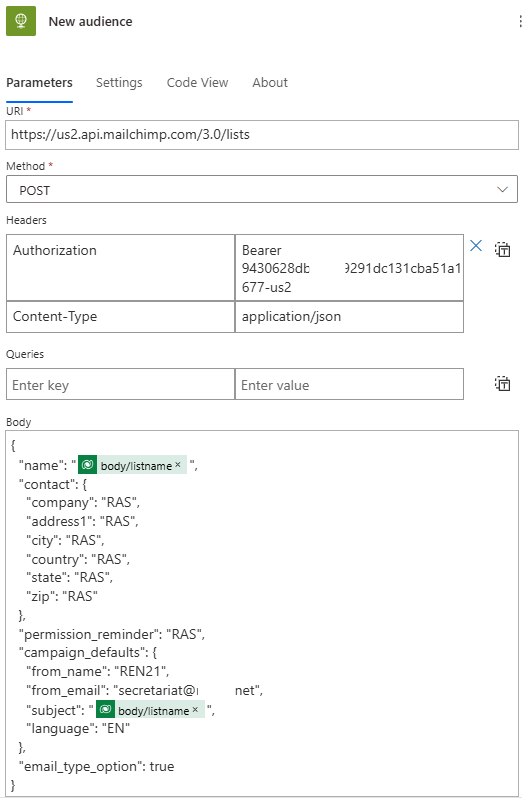 New audience
Parameters Settings Code View About
URI *
https://us2.api.mailchimp.com/3.0/lists
Method *
POST
Headers
Authorization Bearer
9430628db 9291dc131cba51a1
677-us2
Content-Type application/json
Queries
Enter key Enter value
Body
{
"name": " body/listname × ",
"contact": {
"company": "RAS",
"address1": "RAS",
"city": "RAS",
"country": "RAS",
"state": "RAS",
"zip": "RAS"
},
"permission_reminder": "RAS",
"campaign_defaults": {
"from_name": "REN21",
"from_email": "secretariat@ .net",
"subject": " body/listname × ",
"language": "EN"
},
"email_type_option": true
}